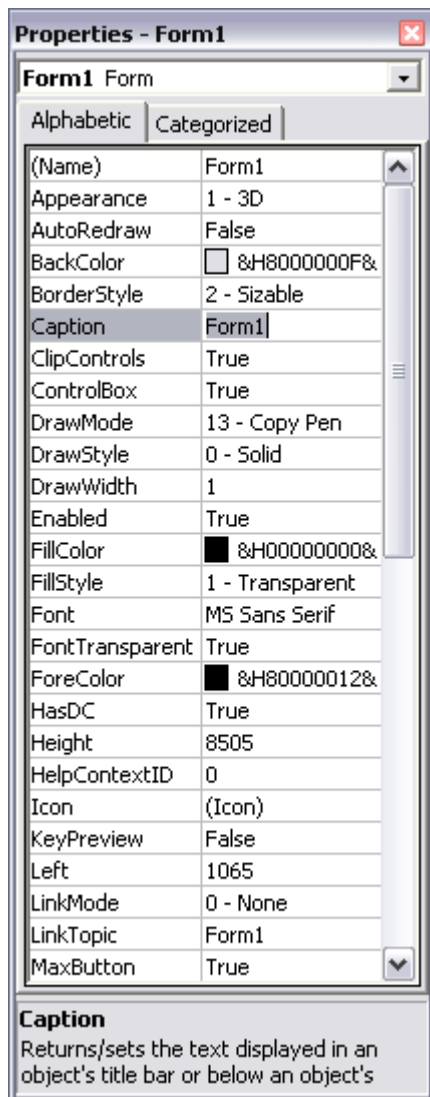 Properties - Form1
Form1 Form
Alphabetic Categorized
(Name) Form1
Appearance 1 - 3D
AutoRedraw False
BackColor &H8000000F&
BorderStyle 2 - Sizable
Caption Form1
ClipControls True
ControlBox True
DrawMode 13 - Copy Pen
DrawStyle 0 - Solid
DrawWidth 1
Enabled True
FillColor &H00000000&
FillStyle 1 - Transparent
Font MS Sans Serif
FontTransparent True
ForeColor &H80000012&
HasDC True
Height 8505
HelpContextID 0
Icon (Icon)
KeyPreview False
Left 1065
LinkMode 0 - None
LinkTopic Form1
MaxButton True
Caption
Returns/sets the text displayed in an
object's title bar or below an object's